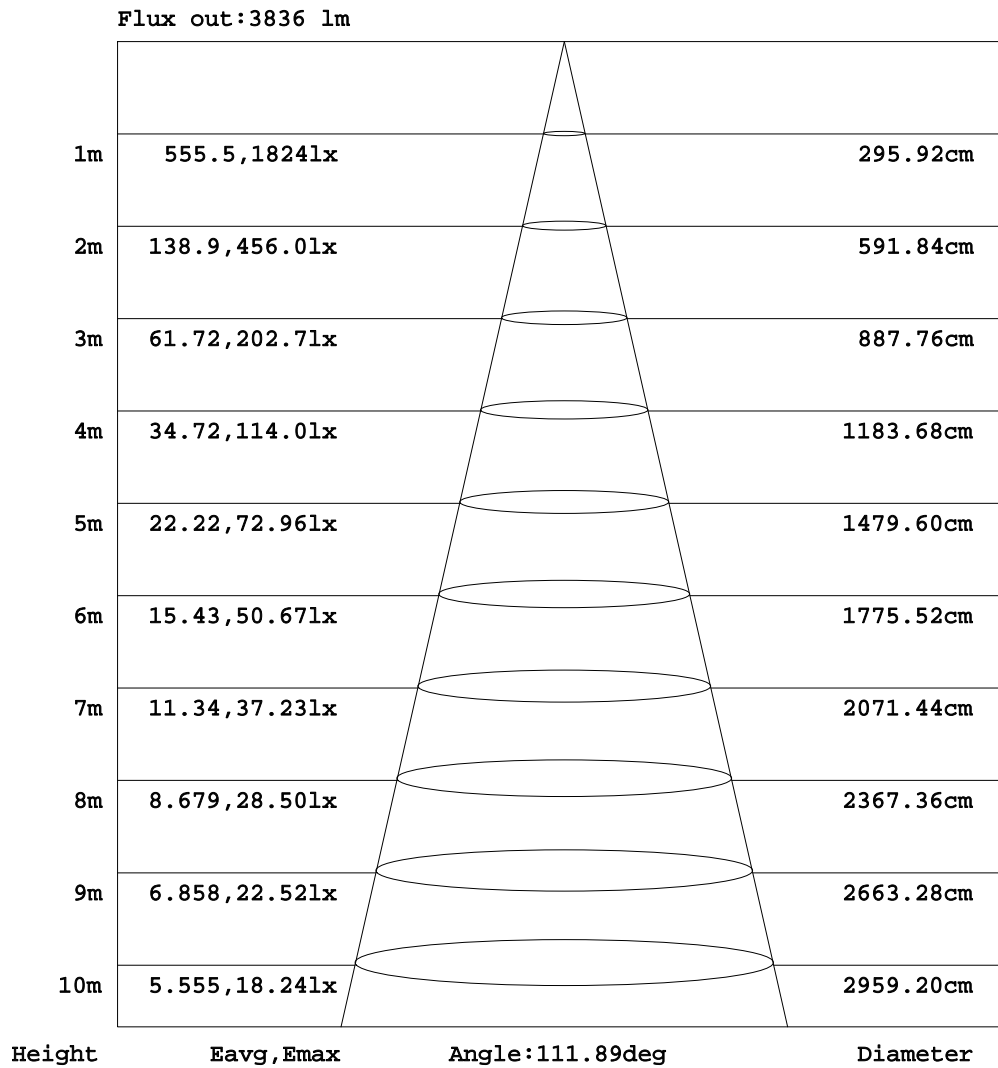 Flux out:3836 lm
1m 555.5,1824lx 295.92cm
2m 138.9,456.0lx 591.84cm
3m 61.72,202.7lx 887.76cm
4m 34.72,114.0lx 1183.68cm
5m 22.22,72.96lx 1479.60cm
6m 15.43,50.67lx 1775.52cm
7m 11.34,37.23lx 2071.44cm
8m 8.679,28.50lx 2367.36cm
9m 6.858,22.52lx 2663.28cm
10m 5.555,18.24lx 2959.20cm
Height Eavg,Emax Angle:111.89deg Diameter